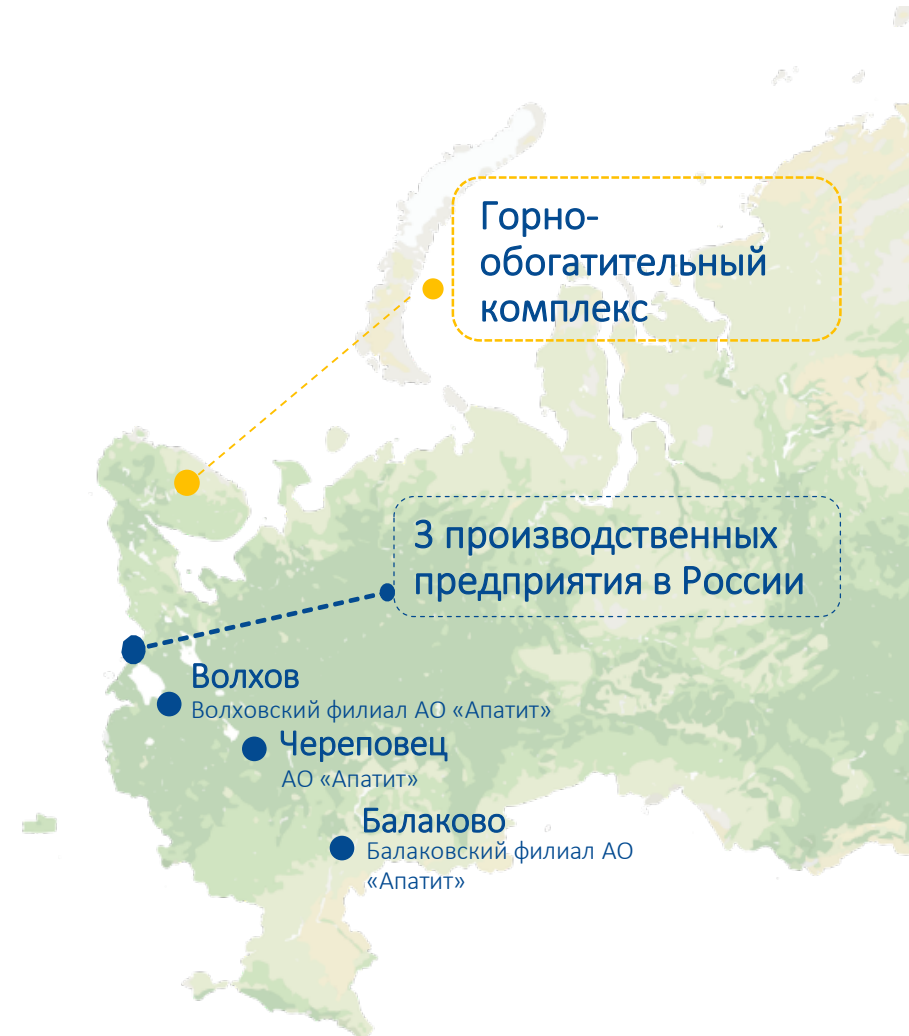 Горно-
обогатительный
комплекс
3 производственных
предприятия в России
Волхов
Волховский филиал АО «Апатит»
Череповец
АО «Апатит»
Балаково
Балаковский филиал АО
«Апатит»